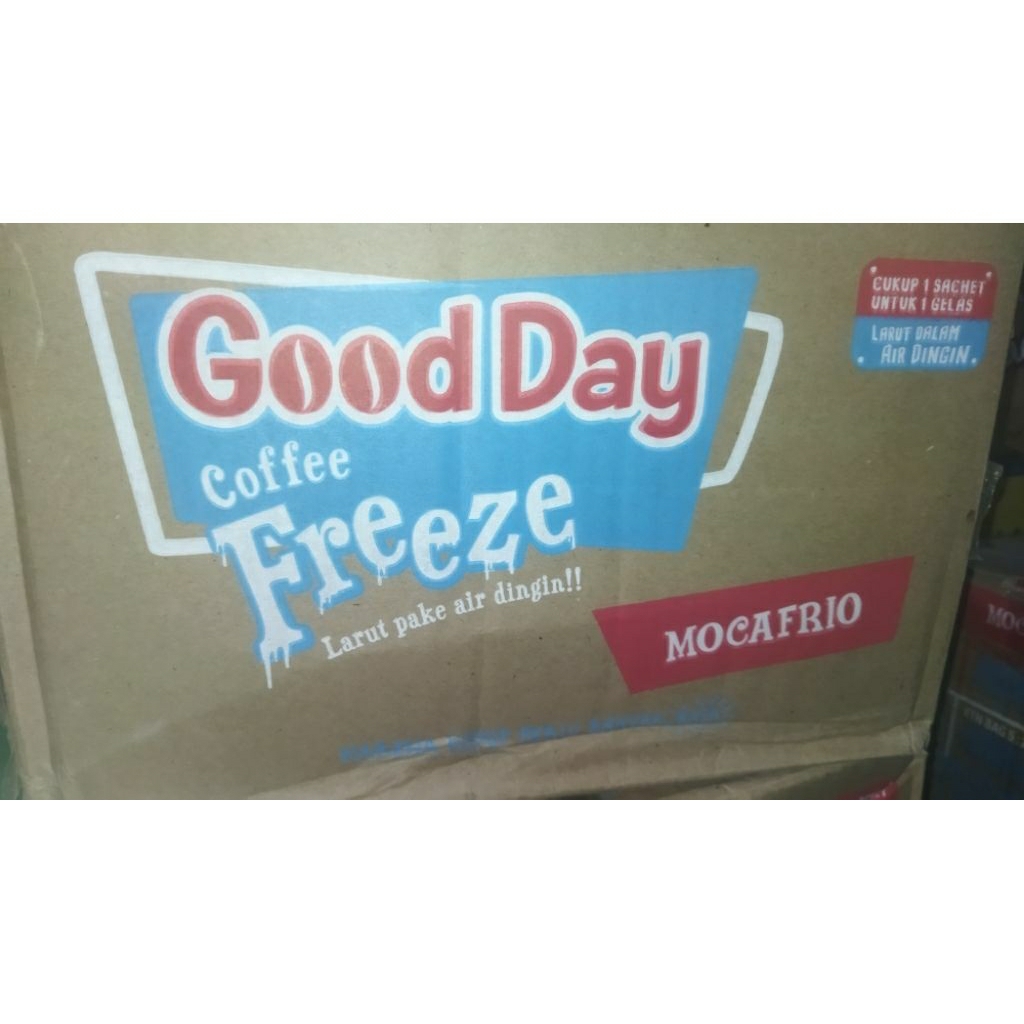 Good Day
Coffee
Freeze
Larut pake air dingin!!
MOCAFRIO
CUKUP 1 SACHET
UNTUK 1 GELAS
LARUT DALAM
AIR DINGIN